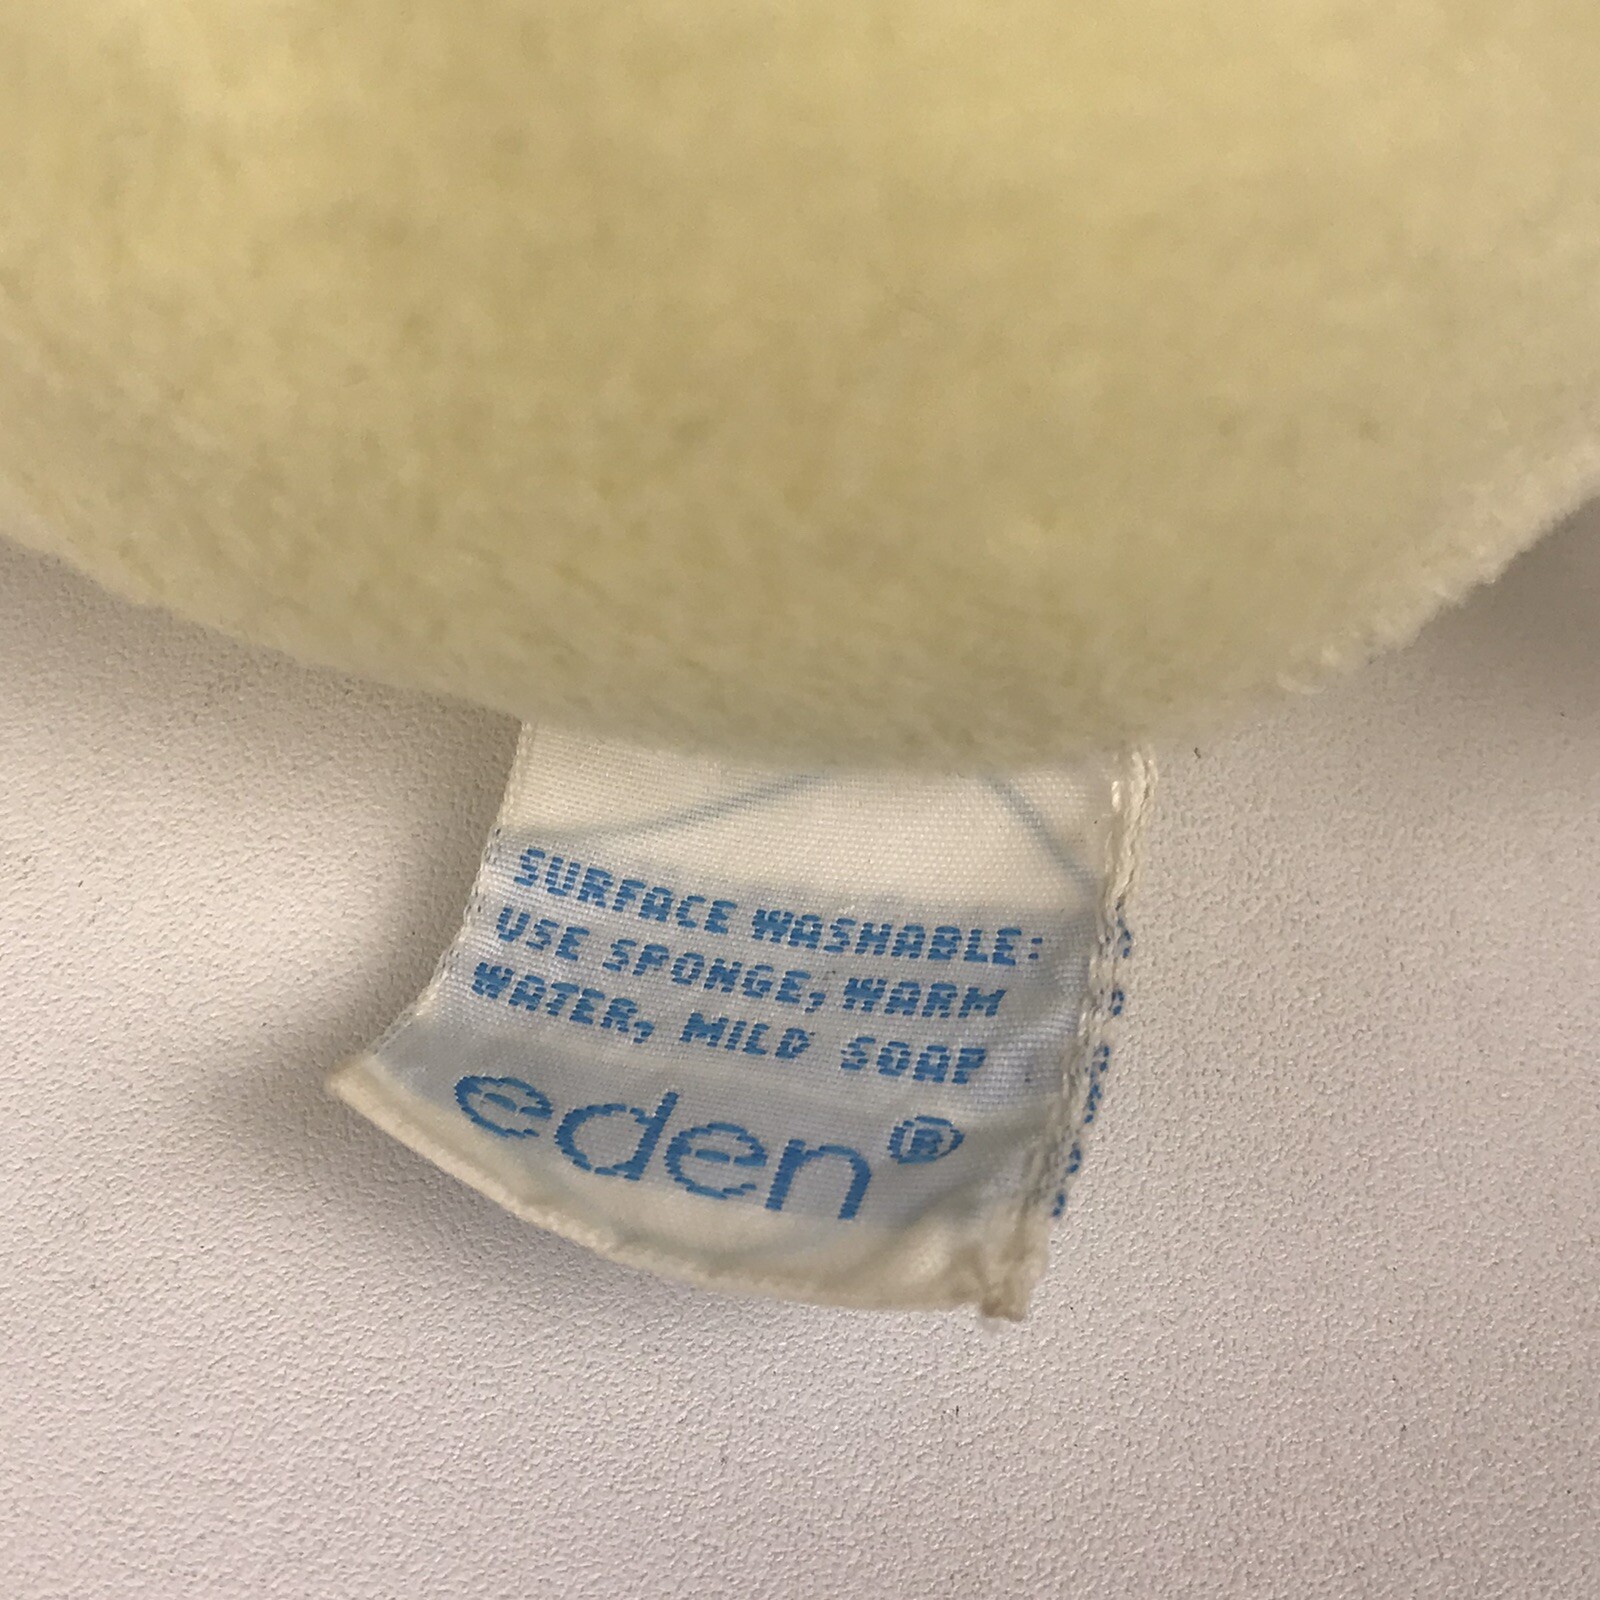 SURFACE WASHABLE:
USE SPONGE, WARM
WATER, MILD SOAP
eden®